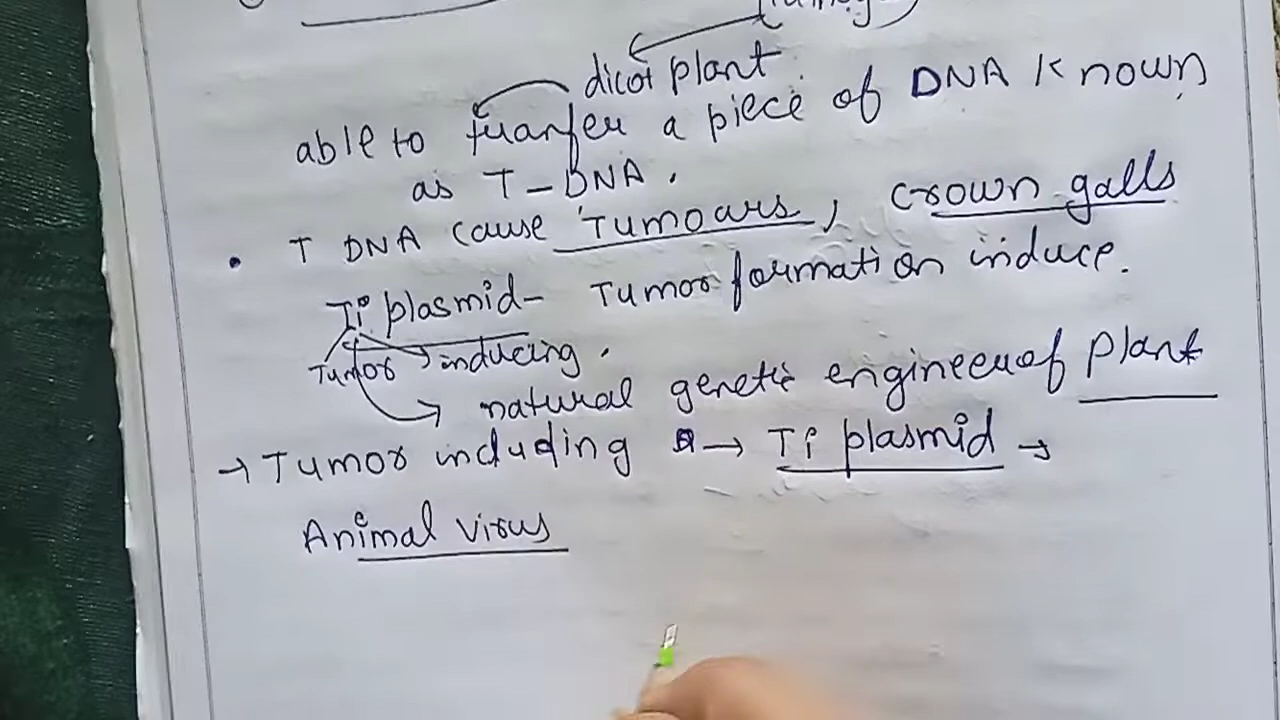 dicot plant.
able to tranfer a piece of DNA Known
as T-DNA.
• T DNA cause Tumours, Crown galls
Ti plasmid- Tumor formation induce.
Tumor inducing.
natural genetic engineer of plant
→ Tumor including → Ti plasmid →
Animal virus